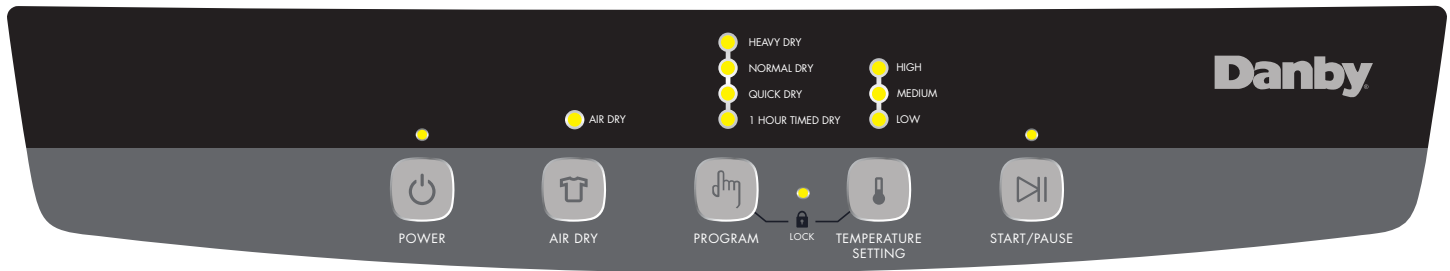 HEAVY DRY
NORMAL DRY
QUICK DRY
1 HOUR TIMED DRY
HIGH
MEDIUM
LOW
Danby
AIR DRY
POWER
AIR DRY
PROGRAM
LOCK
TEMPERATURE
SETTING
START/PAUSE